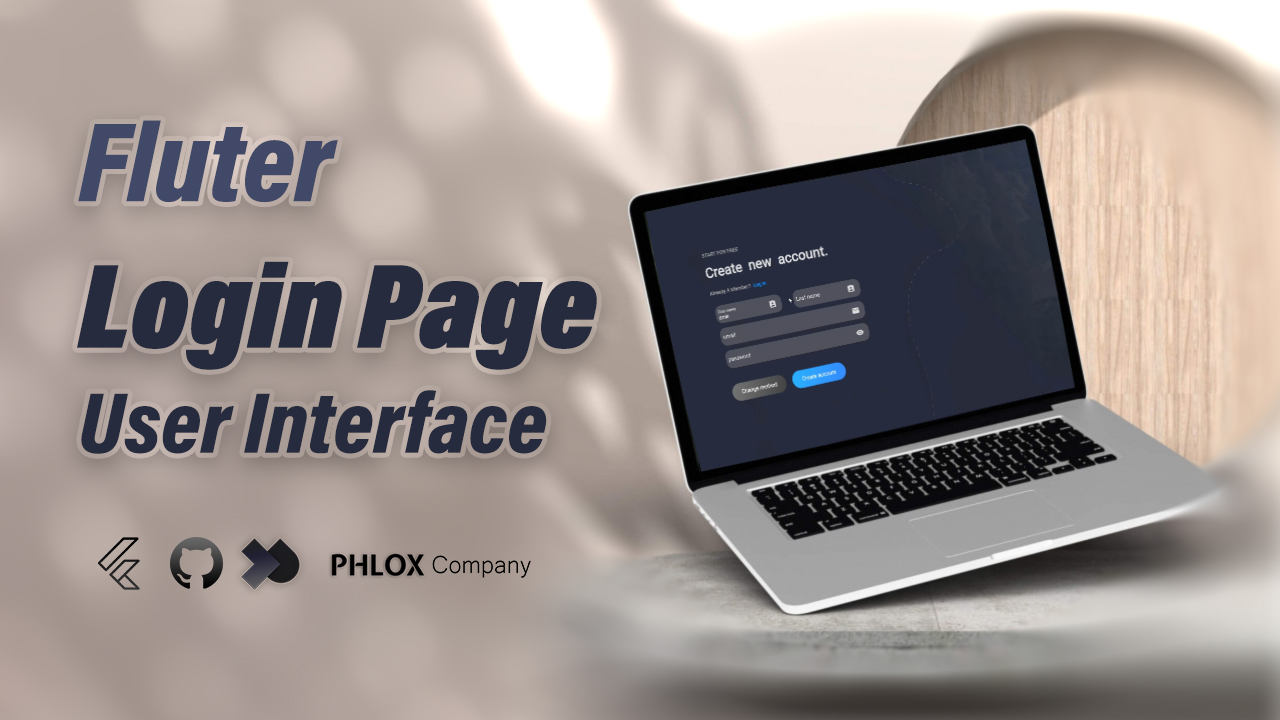 Fluter
Login Page
User Interface
PHLOX Company
START FOR FREE
Create new account.
Already A Member? Log in
First name
Last name
email
password
Change method
Create account